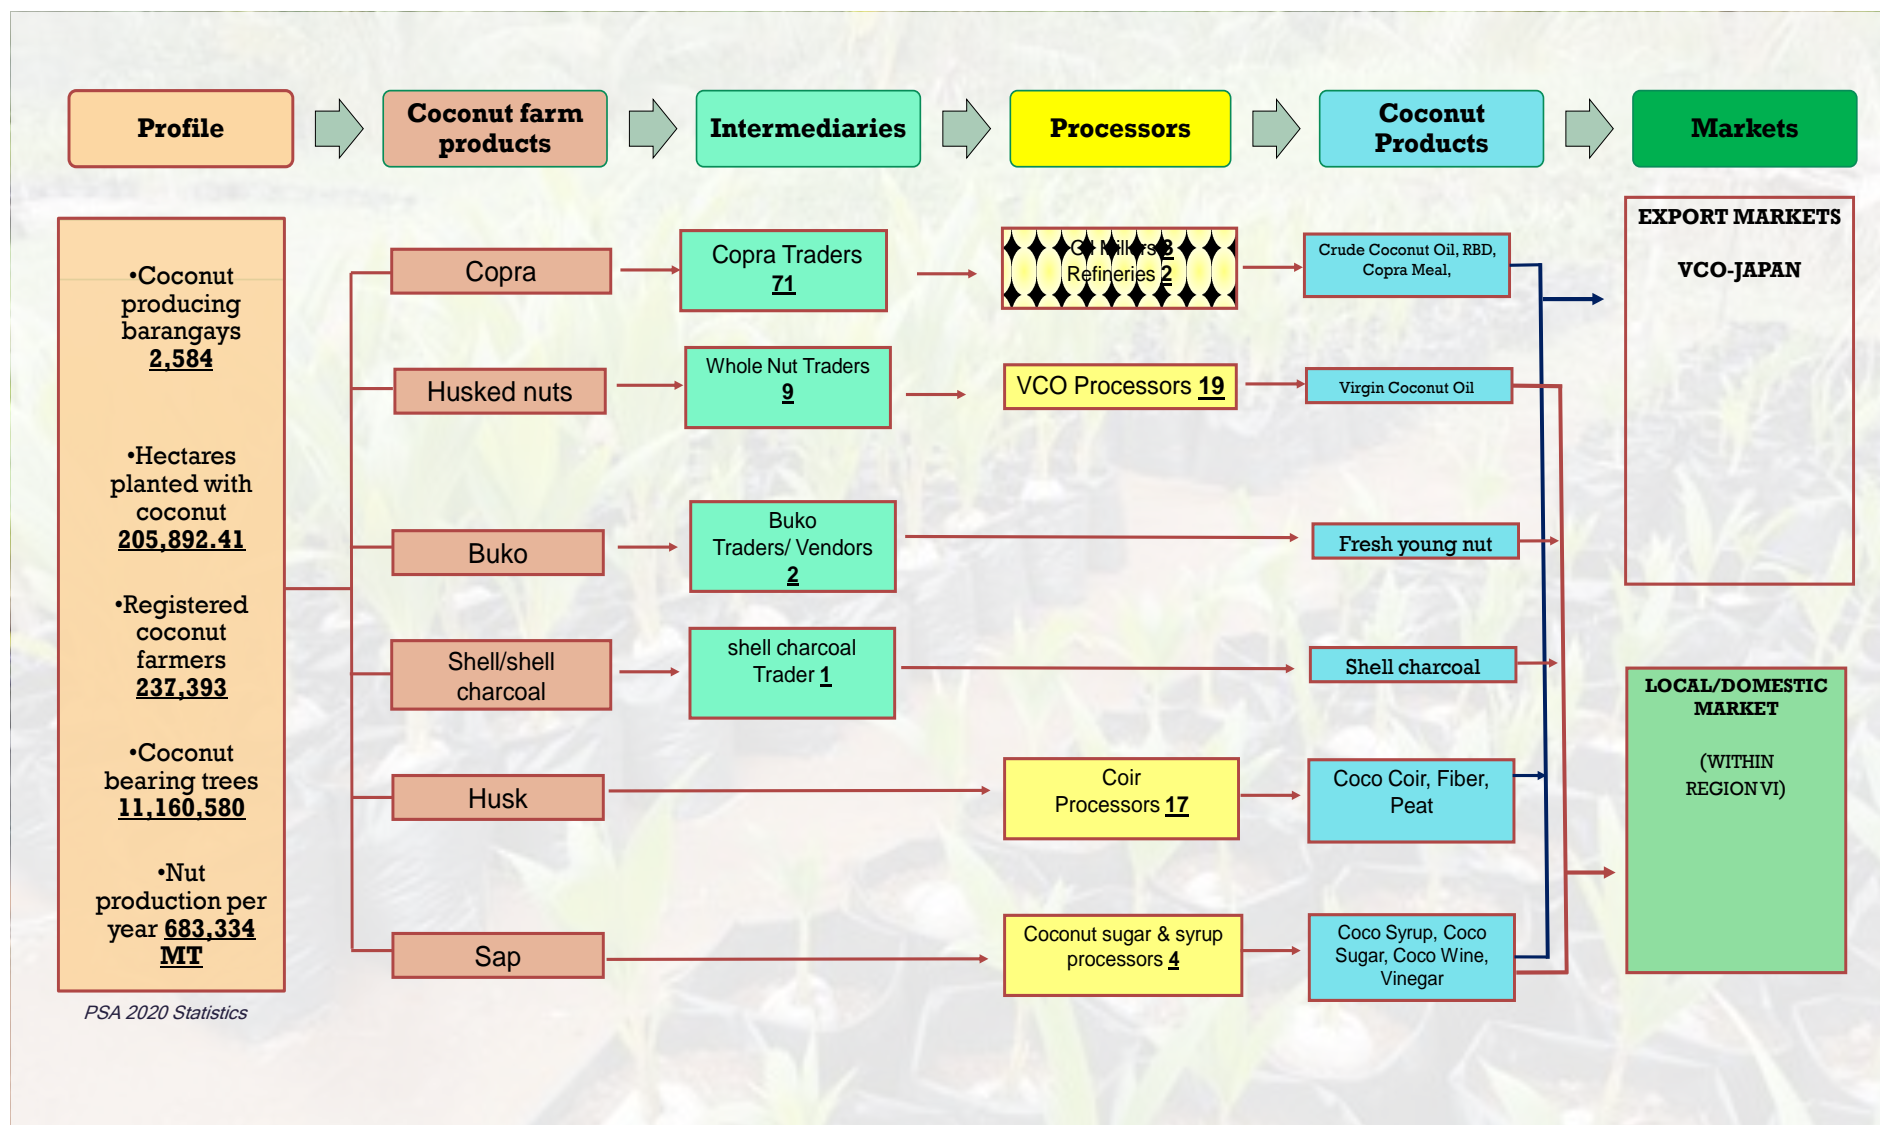 Profile
Coconut farm
products
Intermediaries
Processors
Coconut
Products
Markets
•Coconut
producing
barangays
2,584
•Hectares
planted with
coconut
205,892.41
•Registered
coconut
farmers
237,393
•Coconut
bearing trees
11,160,580
•Nut
production per
year 683,334
MT
PSA 2020 Statistics
Copra
Husked nuts
Buko
Shell/shell
charcoal
Husk
Sap
Copra Traders
71
Whole Nut Traders
9
Buko
Traders/ Vendors
2
shell charcoal
Trader 1
Oil Millers 3
Refineries 2
VCO Processors 19
Coir
Processors 17
Coconut sugar & syrup
processors 4
Crude Coconut Oil, RBD,
Copra Meal,
Virgin Coconut Oil
Fresh young nut
Shell charcoal
Coco Coir, Fiber,
Peat
Coco Syrup, Coco
Sugar, Coco Wine,
Vinegar
EXPORT MARKETS
VCO-JAPAN
LOCAL/DOMESTIC
MARKET
(WITHIN
REGION VI)